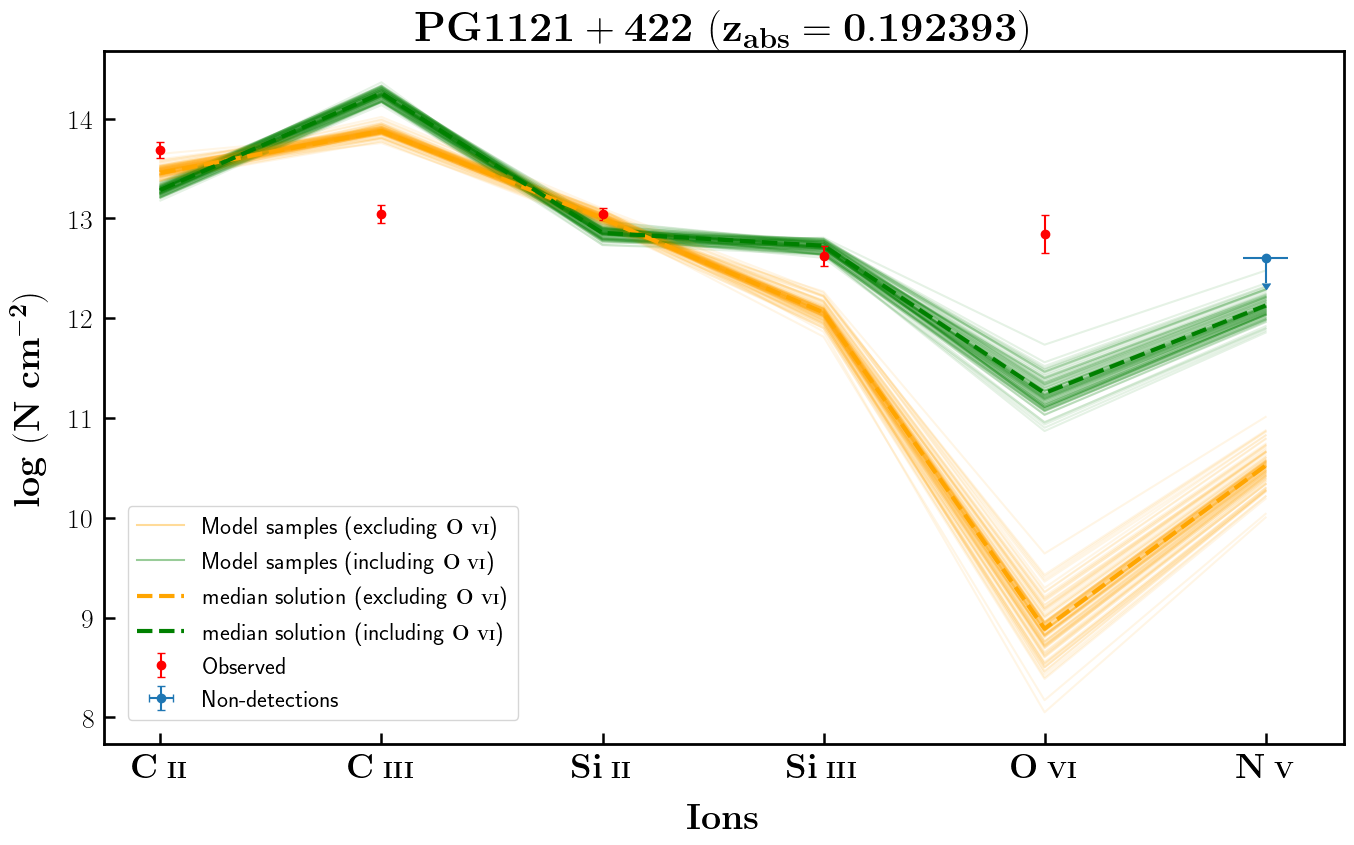 PG1121 + 422 (z_abs = 0.192393)
log (N cm⁻²)
14
13
12
11
10
9
8
Model samples (excluding O VI)
Model samples (including O VI)
median solution (excluding O VI)
median solution (including O VI)
Observed
Non-detections
C II C III Si II Si III O VI N V
Ions